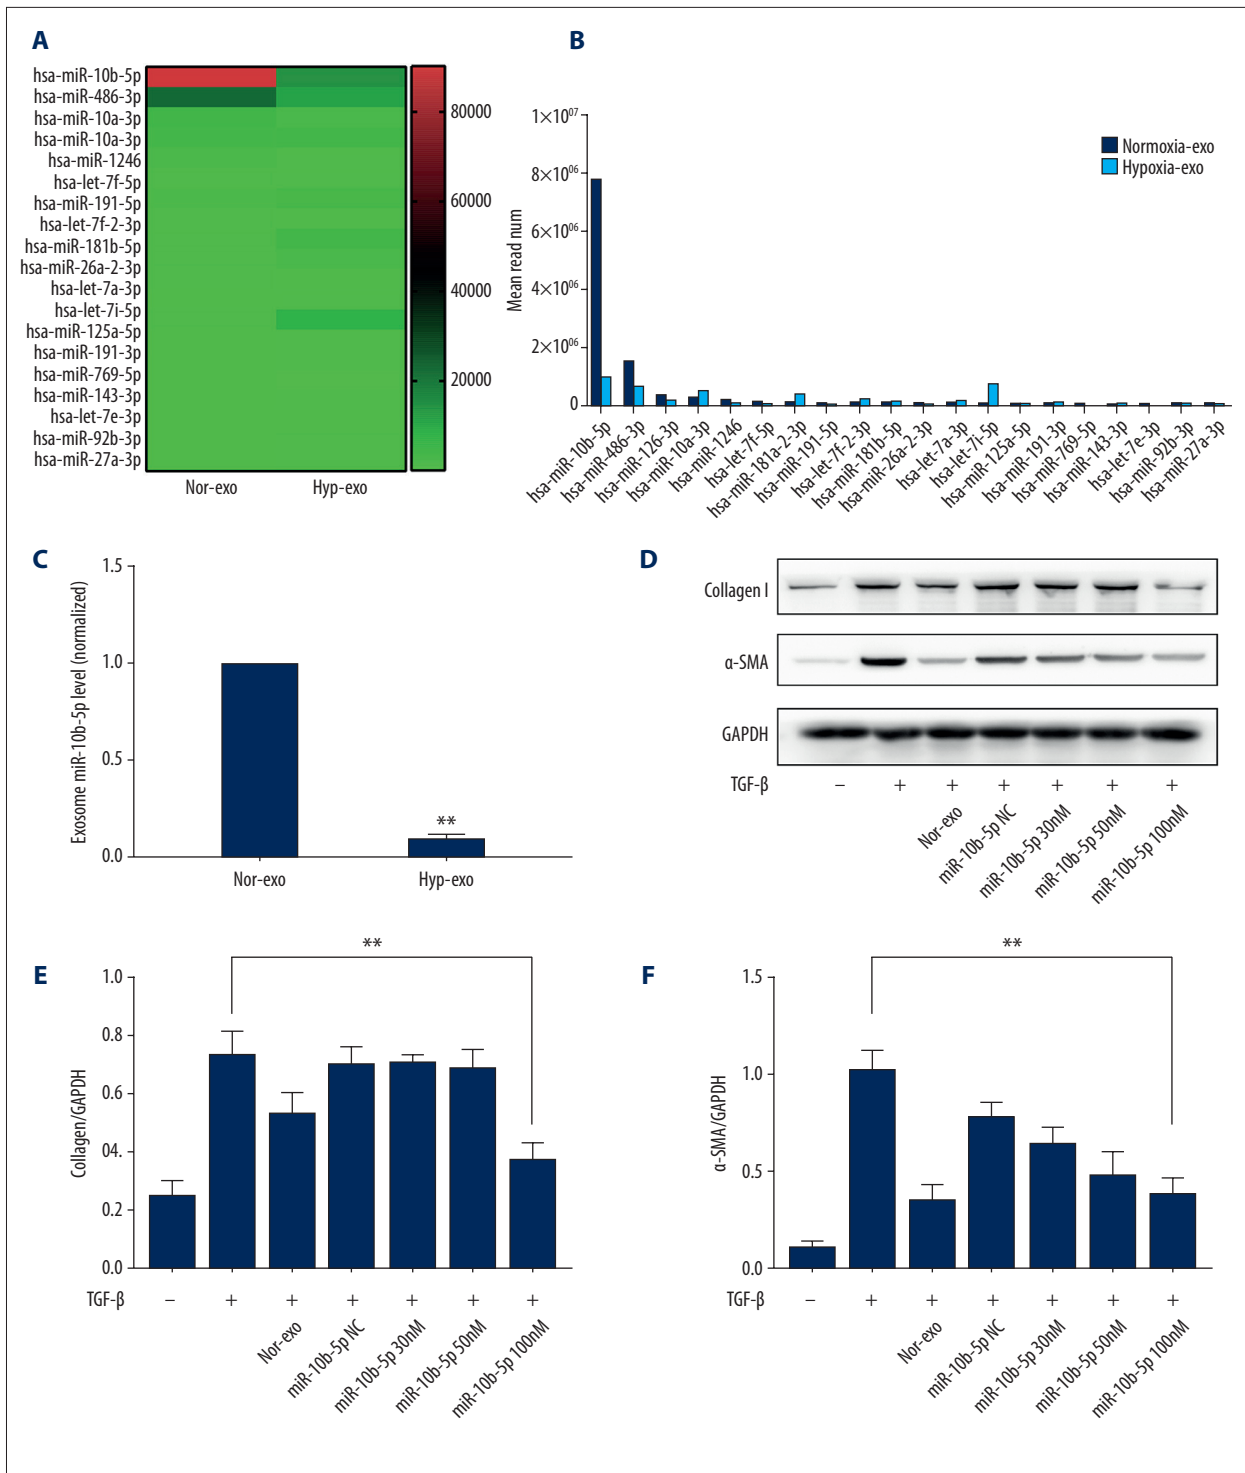 A
hsa-miR-10b-5p
hsa-miR-486-3p
hsa-miR-10a-3p
hsa-miR-10a-3p
hsa-miR-1246
hsa-let-7f-5p
hsa-miR-191-5p
hsa-let-7f-2-3p
hsa-miR-181b-5p
hsa-miR-26a-2-3p
hsa-let-7a-3p
hsa-let-7i-5p
hsa-miR-125a-5p
hsa-miR-191-3p
hsa-miR-769-5p
hsa-miR-143-3p
hsa-let-7e-3p
hsa-miR-92b-3p
hsa-miR-27a-3p
Nor-exo Hyp-exo
80000
60000
40000
20000
B
Mean read num
1×10⁰⁷
8×10⁰⁶
6×10⁰⁶
4×10⁰⁶
2×10⁰⁶
0
Normoxia-exo
Hypoxia-exo
hsa-miR-10b-5p
hsa-miR-486-3p
hsa-miR-126-3p
hsa-miR-10a-3p
hsa-miR-1246
hsa-let-7f-5p
hsa-miR-181a-2-3p
hsa-miR-191-5p
hsa-let-7f-2-3p
hsa-miR-181b-5p
hsa-miR-26a-2-3p
hsa-let-7a-3p
hsa-let-7i-5p
hsa-miR-125a-5p
hsa-miR-191-3p
hsa-miR-769-5p
hsa-miR-143-3p
hsa-let-7e-3p
hsa-miR-92b-3p
hsa-miR-27a-3p
C
Exosome miR-10b-5p level (normalized)
1.5
1.0
0.5
0.0
**
Nor-exo Hyp-exo
D
Collagen I
α-SMA
GAPDH
TGF-β – + + + + + +
Nor-exo
miR-10b-5p NC
miR-10b-5p 30nM
miR-10b-5p 50nM
miR-10b-5p 100nM
E
Collagen/GAPDH
**
1.0
0.8
0.6
04
0.2
0.0
TGF-β – + + + + + +
Nor-exo
miR-10b-5p NC
miR-10b-5p 30nM
miR-10b-5p 50nM
miR-10b-5p 100nM
F
α-SMA/GAPDH
**
1.5
1.0
0.5
0.0
TGF-β – + + + + + +
Nor-exo
miR-10b-5p NC
miR-10b-5p 30nM
miR-10b-5p 50nM
miR-10b-5p 100nM